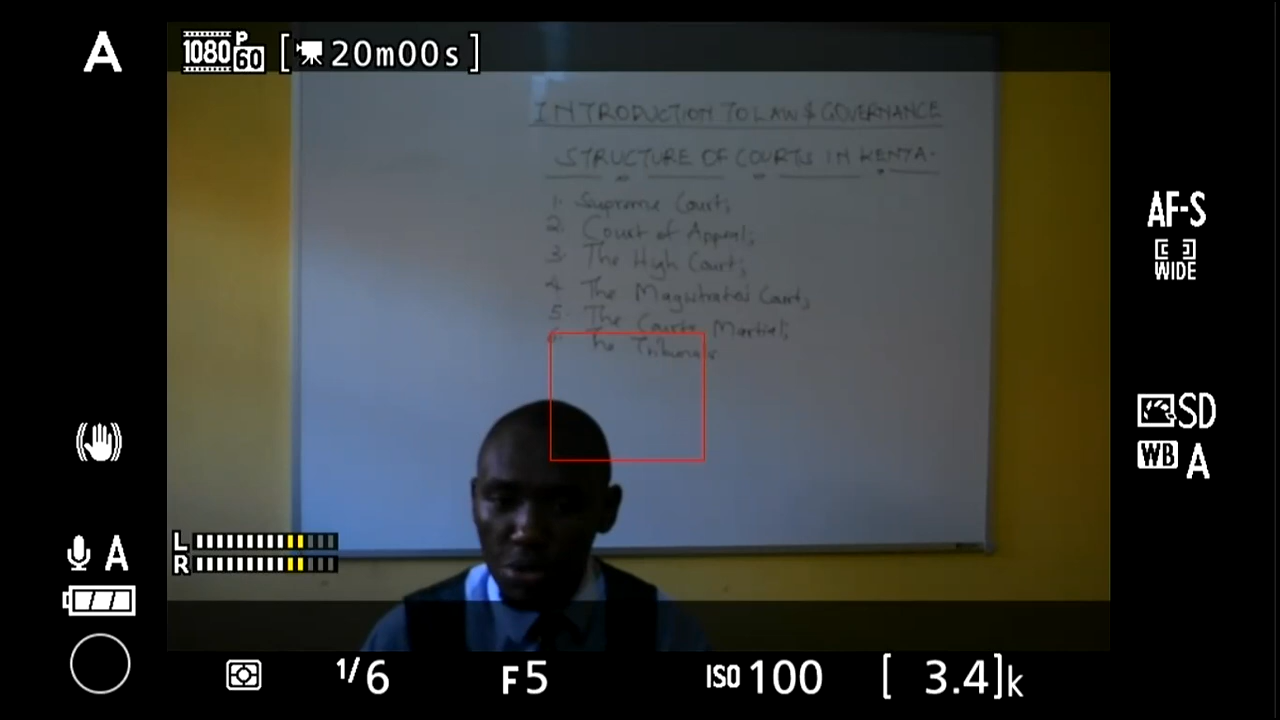 A
1080 P 60 [20m00s]
INTRODUCTION TO LAW & GOVERNANCE
STRUCTURE OF COURTS IN KENYA.
1. Supreme Court;
2. Court of Appeal;
3. The High Court;
4. The Magistrates Court;
5. The Courts Martial;
6. The Tribunals
AF-S
WIDE
SD
WB A
L
R
A
1/6 F5 ISO 100 [3.4]k